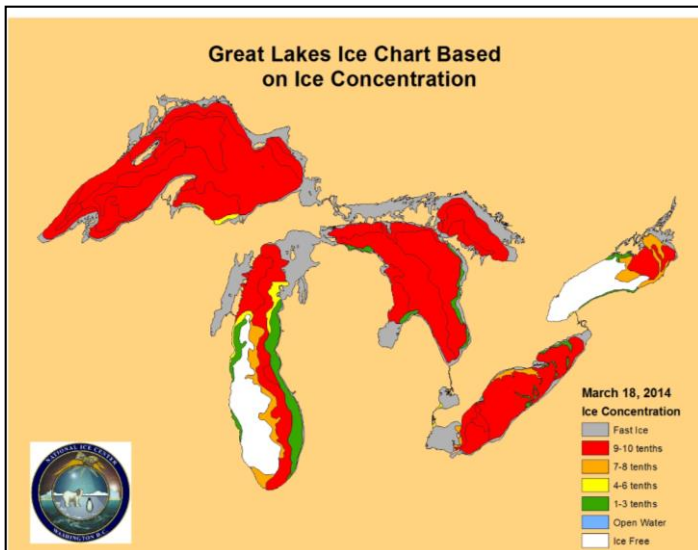 Great Lakes Ice Chart Based
on Ice Concentration
March 18, 2014
Ice Concentration
Fast Ice
9-10 tenths
7-8 tenths
4-6 tenths
1-3 tenths
Open Water
Ice Free
NATIONAL ICE CENTER
WASHINGTON D.C.